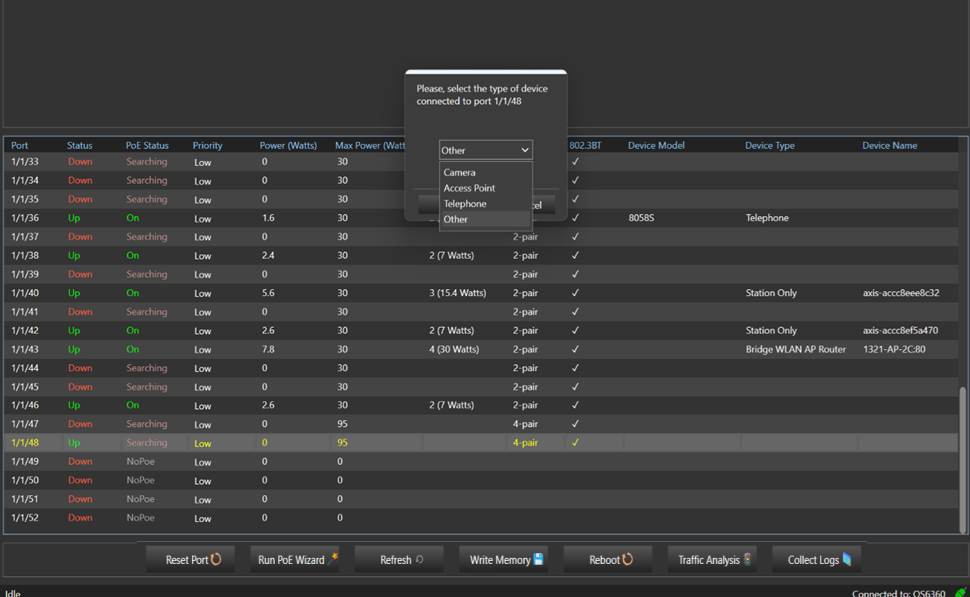 Please, select the type of device
connected to port 1/1/48
Other
Camera
Access Point
Telephone
Other
Port Status PoE Status Priority Power (Watts) Max Power 802.3BT Device Model Device Type Device Name
1/1/33 Down Searching Low 0 30 ✓
1/1/34 Down Searching Low 0 30 ✓
1/1/35 Down Searching Low 0 30 ✓
1/1/36 Up On Low 1.6 30 ✓ 8058S Telephone
1/1/37 Down Searching Low 0 30 2-pair ✓
1/1/38 Up On Low 2.4 30 2 (7 Watts) 2-pair ✓
1/1/39 Down Searching Low 0 30 2-pair ✓
1/1/40 Up On Low 5.6 30 3 (15.4 Watts) 2-pair ✓ Station Only axis-accc8eee8c32
1/1/41 Down Searching Low 0 30 2-pair ✓
1/1/42 Up On Low 2.6 30 2 (7 Watts) 2-pair ✓ Station Only axis-accc8ef5a470
1/1/43 Up On Low 7.8 30 4 (30 Watts) 2-pair ✓ Bridge WLAN AP Router 1321-AP-2C:80
1/1/44 Down Searching Low 0 30 2-pair ✓
1/1/45 Down Searching Low 0 30 2-pair ✓
1/1/46 Up On Low 2.6 30 2 (7 Watts) 2-pair ✓
1/1/47 Down Searching Low 0 95 4-pair ✓
1/1/48 Up Searching Low 0 95 4-pair ✓
1/1/49 Down NoPoe Low 0 0
1/1/50 Down NoPoe Low 0 0
1/1/51 Down NoPoe Low 0 0
1/1/52 Down NoPoe Low 0 0
Reset Port Run PoE Wizard Refresh Write Memory Reboot Traffic Analysis Collect Logs
Idle Connected to: OS6360